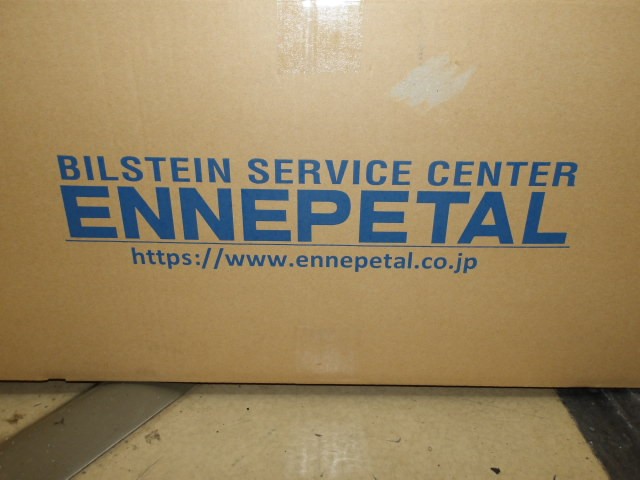 BILSTEIN SERVICE CENTER
ENNEPETAL
https://www.ennepetal.co.jp